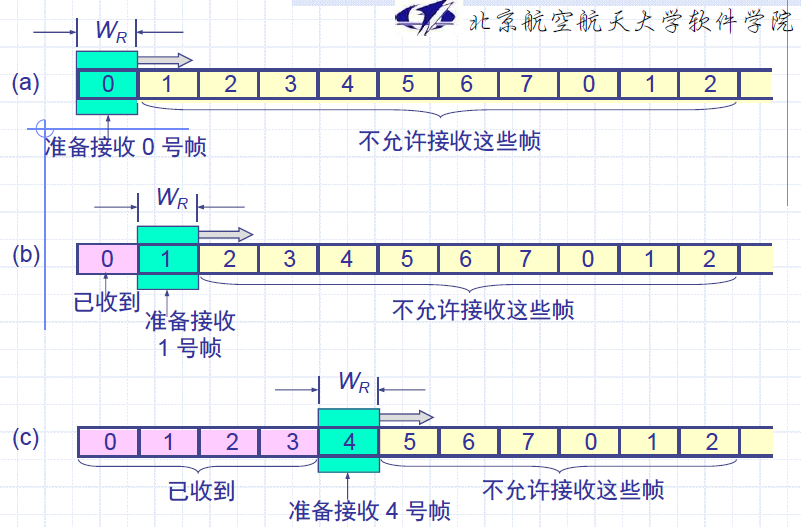 北京航空航天大学软件学院
WR
(a) 0 1 2 3 4 5 6 7 0 1 2
准备接收 0 号帧
不允许接收这些帧
WR
(b) 0 1 2 3 4 5 6 7 0 1 2
已收到
准备接收
1 号帧
不允许接收这些帧
WR
(c) 0 1 2 3 4 5 6 7 0 1 2
已收到
准备接收 4 号帧
不允许接收这些帧